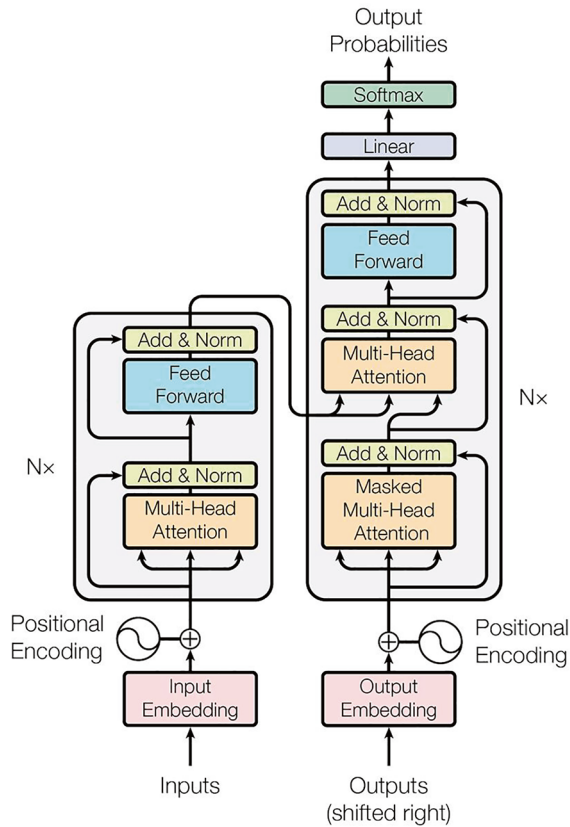 Output
Probabilities
Softmax
Linear
Add & Norm
Feed
Forward
Add & Norm
Multi-Head
Attention
Add & Norm
Masked
Multi-Head
Attention
N×
Add & Norm
Feed
Forward
Add & Norm
Multi-Head
Attention
N×
Positional
Encoding
Positional
Encoding
Input
Embedding
Output
Embedding
Inputs
Outputs
(shifted right)